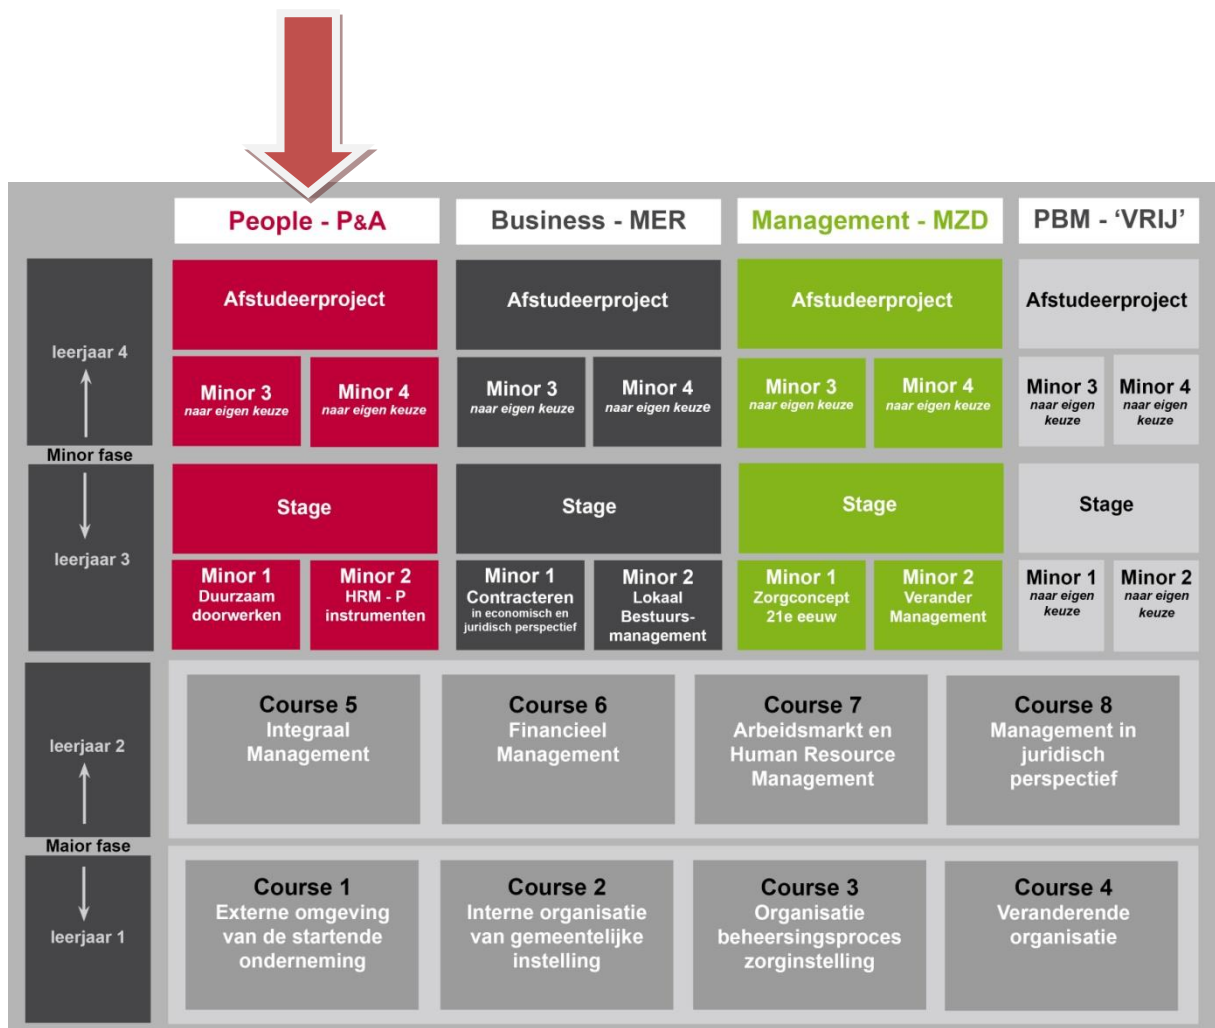 People - P&A
Business - MER
Management - MZD
PBM - ‘VRIJ’
leerjaar 4
Afstudeerproject
Afstudeerproject
Afstudeerproject
Afstudeerproject
Minor 3
naar eigen keuze
Minor 4
naar eigen keuze
Minor 3
naar eigen keuze
Minor 4
naar eigen keuze
Minor 3
naar eigen keuze
Minor 4
naar eigen keuze
Minor 3
naar eigen
keuze
Minor 4
naar eigen
keuze
Minor fase
leerjaar 3
Stage
Stage
Stage
Stage
Minor 1
Duurzaam
doorwerken
Minor 2
HRM - P
instrumenten
Minor 1
Contracteren
in economisch en
juridisch perspectief
Minor 2
Lokaal
Bestuurs-
management
Minor 1
Zorgconcept
21e eeuw
Minor 2
Verander
Management
Minor 1
naar eigen
keuze
Minor 2
naar eigen
keuze
leerjaar 2
Course 5
Integraal
Management
Course 6
Financieel
Management
Course 7
Arbeidsmarkt en
Human Resource
Management
Course 8
Management in
juridisch
perspectief
Maior fase
leerjaar 1
Course 1
Externe omgeving
van de startende
onderneming
Course 2
Interne organisatie
van gemeentelijke
instelling
Course 3
Organisatie
beheersingsproces
zorginstelling
Course 4
Veranderende
organisatie